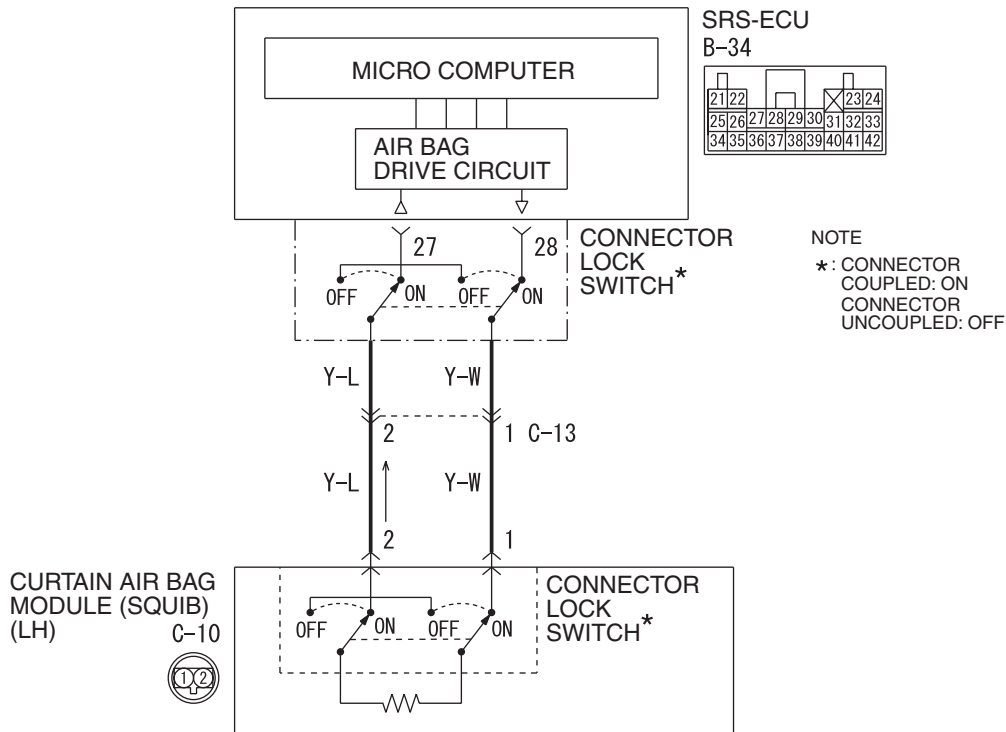 SRS-ECU
B-34
MICRO COMPUTER
21 22 23 24
25 26 27 28 29 30 31 32 33
34 35 36 37 38 39 40 41 42
AIR BAG
DRIVE CIRCUIT
27 28
CONNECTOR
LOCK
SWITCH*
OFF ON OFF ON
NOTE
*: CONNECTOR
COUPLED: ON
CONNECTOR
UNCOUPLED: OFF
Y-L Y-W
2 1 C-13
Y-L Y-W
2 1
CURTAIN AIR BAG
MODULE (SQUIB)
(LH)
C-10
1 2
CONNECTOR
LOCK
SWITCH*
OFF ON OFF ON